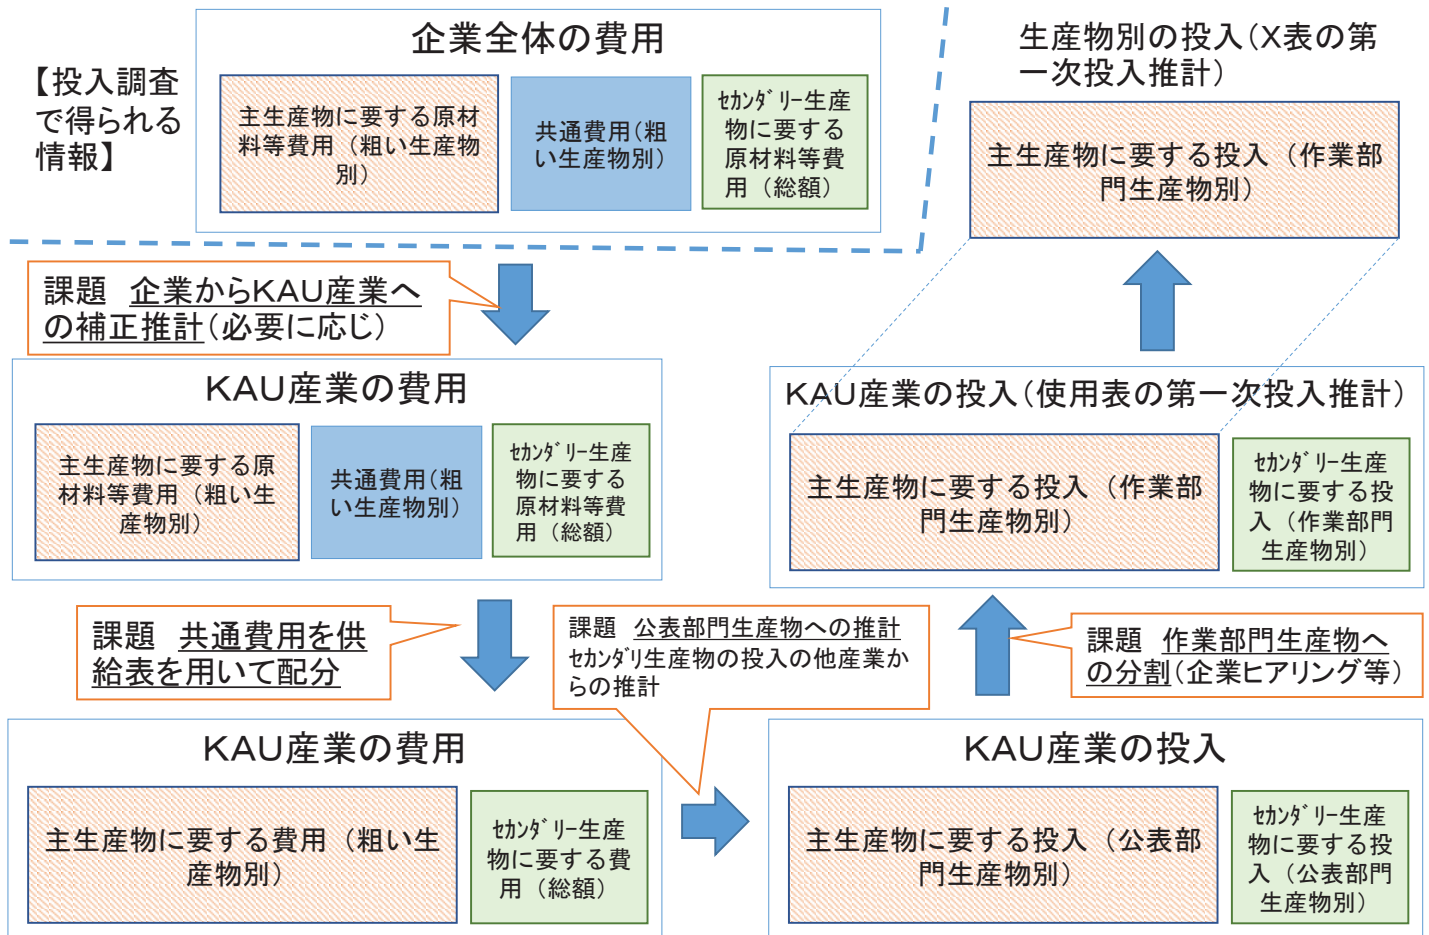 企業全体の費用
【投入調査
で得られる
情報】
主生産物に要する原材
料等費用（粗い生産物
別）
共通費用（粗
い生産物別）
ｾｶﾝﾀﾞﾘｰ生産
物に要する
原材料等費
用（総額）
生産物別の投入（X表の第
一次投入推計）
主生産物に要する投入（作業部
門生産物別）
課題　企業からKAU産業へ
の補正推計（必要に応じ）
KAU産業の費用
主生産物に要する原
材料等費用（粗い生
産物別）
共通費用（粗
い生産物別）
ｾｶﾝﾀﾞﾘｰ生産
物に要する
原材料等費
用（総額）
KAU産業の投入（使用表の第一次投入推計）
主生産物に要する投入（作業部
門生産物別）
ｾｶﾝﾀﾞﾘｰ生産
物に要する投
入（作業部門
生産物別）
課題　共通費用を供
給表を用いて配分
課題　公表部門生産物への推計
ｾｶﾝﾀﾞﾘ生産物の投入の他産業か
らの推計
課題　作業部門生産物へ
の分割（企業ヒアリング等）
KAU産業の費用
主生産物に要する費用（粗い生
産物別）
ｾｶﾝﾀﾞﾘｰ生産
物に要する費
用（総額）
KAU産業の投入
主生産物に要する投入（公表部
門生産物別）
ｾｶﾝﾀﾞﾘｰ生産
物に要する投
入（公表部門
生産物別）